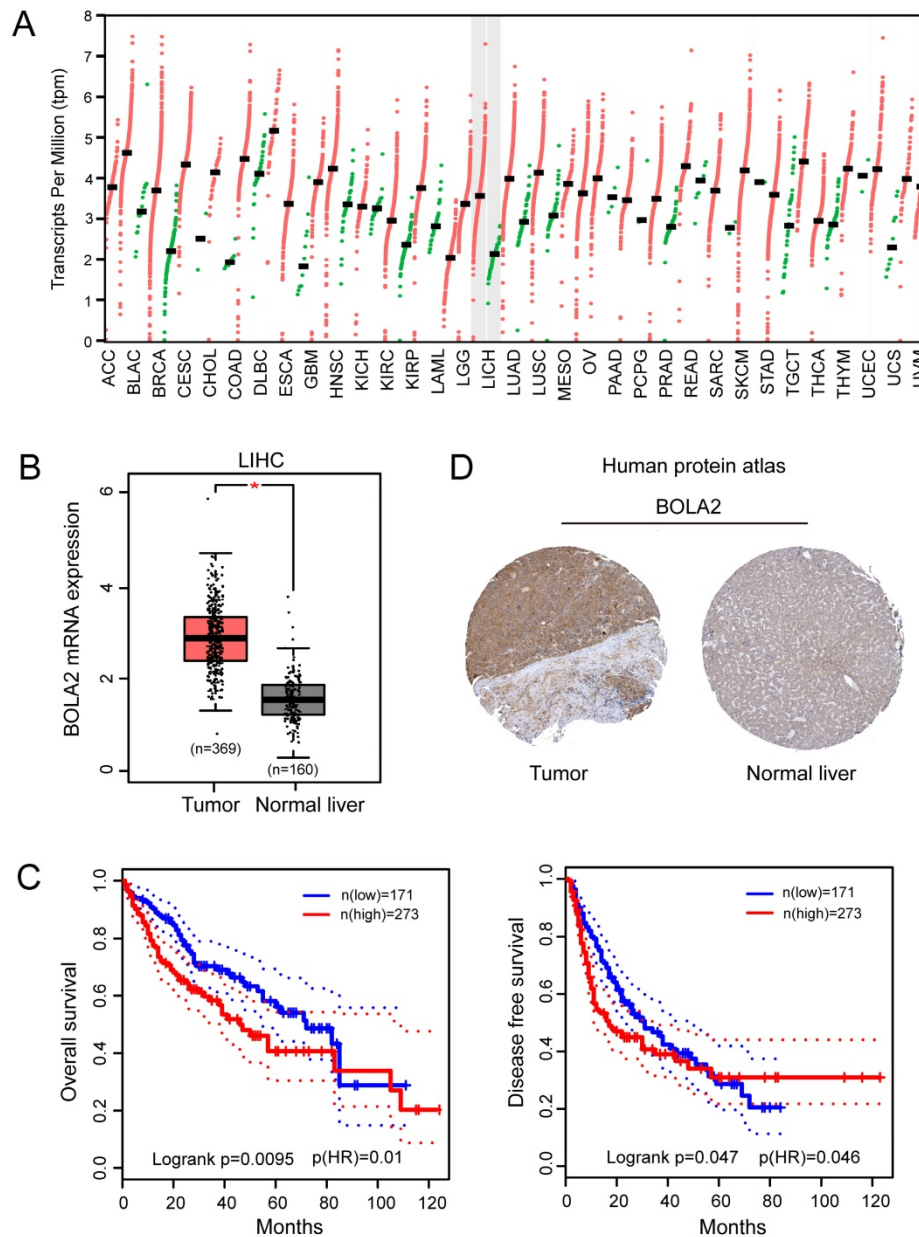 A
Transcripts Per Million (tpm)
8
7
6
5
4
3
2
1
0
ACC
BLAC
BRCA
CESC
CHOL
COAD
DLBC
ESCA
GBM
HNSC
KICH
KIRC
KIRP
LAML
LGG
LICH
LUAD
LUSC
MESO
OV
PAAD
PCPG
PRAD
READ
SARC
SKCM
STAD
TGCT
THCA
THYM
UCEC
UCS
UVM
B
LIHC
*
BOLA2 mRNA expression
6
4
2
0
(n=369)
(n=160)
Tumor
Normal liver
D
Human protein atlas
BOLA2
Tumor
Normal liver
C
Overall survival
1.0
0.8
0.6
0.4
0.2
0.0
n(low)=171
n(high)=273
Logrank p=0.0095 p(HR)=0.01
0 20 40 60 80 100 120
Months
Disease free survival
1.0
0.8
0.6
0.4
0.2
0.0
n(low)=171
n(high)=273
Logrank p=0.047 p(HR)=0.046
0 20 40 60 80 100 120
Months